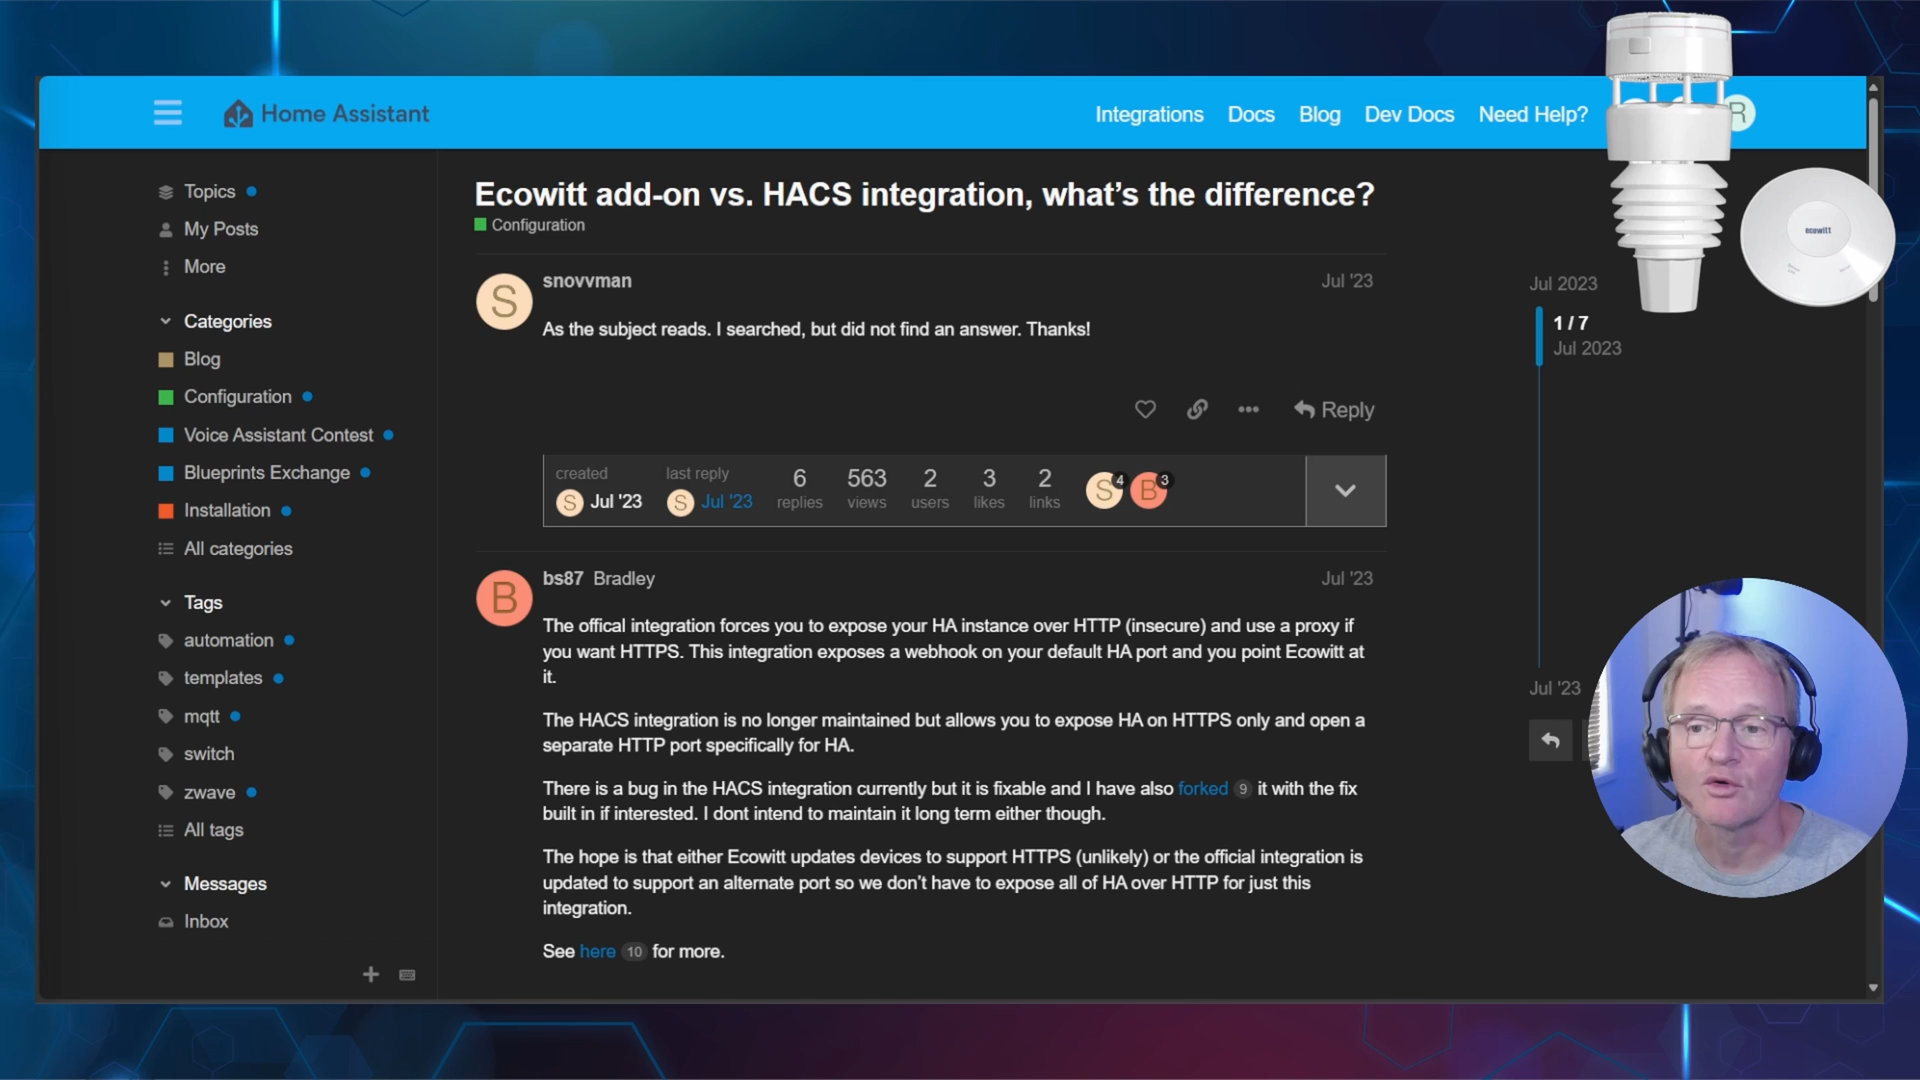 Home Assistant
Integrations Docs Blog Dev Docs Need Help?
R
Topics
My Posts
More
Categories
Blog
Configuration
Voice Assistant Contest
Blueprints Exchange
Installation
All categories
Tags
automation
templates
mqtt
switch
zwave
All tags
Messages
Inbox
Ecowitt add-on vs. HACS integration, what's the difference?
Configuration
S
snovvman
Jul '23
As the subject reads. I searched, but did not find an answer. Thanks!
Reply
created
S Jul '23
last reply
S Jul '23
6
replies
563
views
2
users
3
likes
2
links
S 4 B 3
B
bs87 Bradley
Jul '23
The offical integration forces you to expose your HA instance over HTTP (insecure) and use a proxy if
you want HTTPS. This integration exposes a webhook on your default HA port and you point Ecowitt at
it.
The HACS integration is no longer maintained but allows you to expose HA on HTTPS only and open a
separate HTTP port specifically for HA.
There is a bug in the HACS integration currently but it is fixable and I have also forked 9 it with the fix
built in if interested. I dont intend to maintain it long term either though.
The hope is that either Ecowitt updates devices to support HTTPS (unlikely) or the official integration is
updated to support an alternate port so we don't have to expose all of HA over HTTP for just this
integration.
See here 10 for more.
Jul 2023
1 / 7
Jul 2023
Jul '23
ecowitt